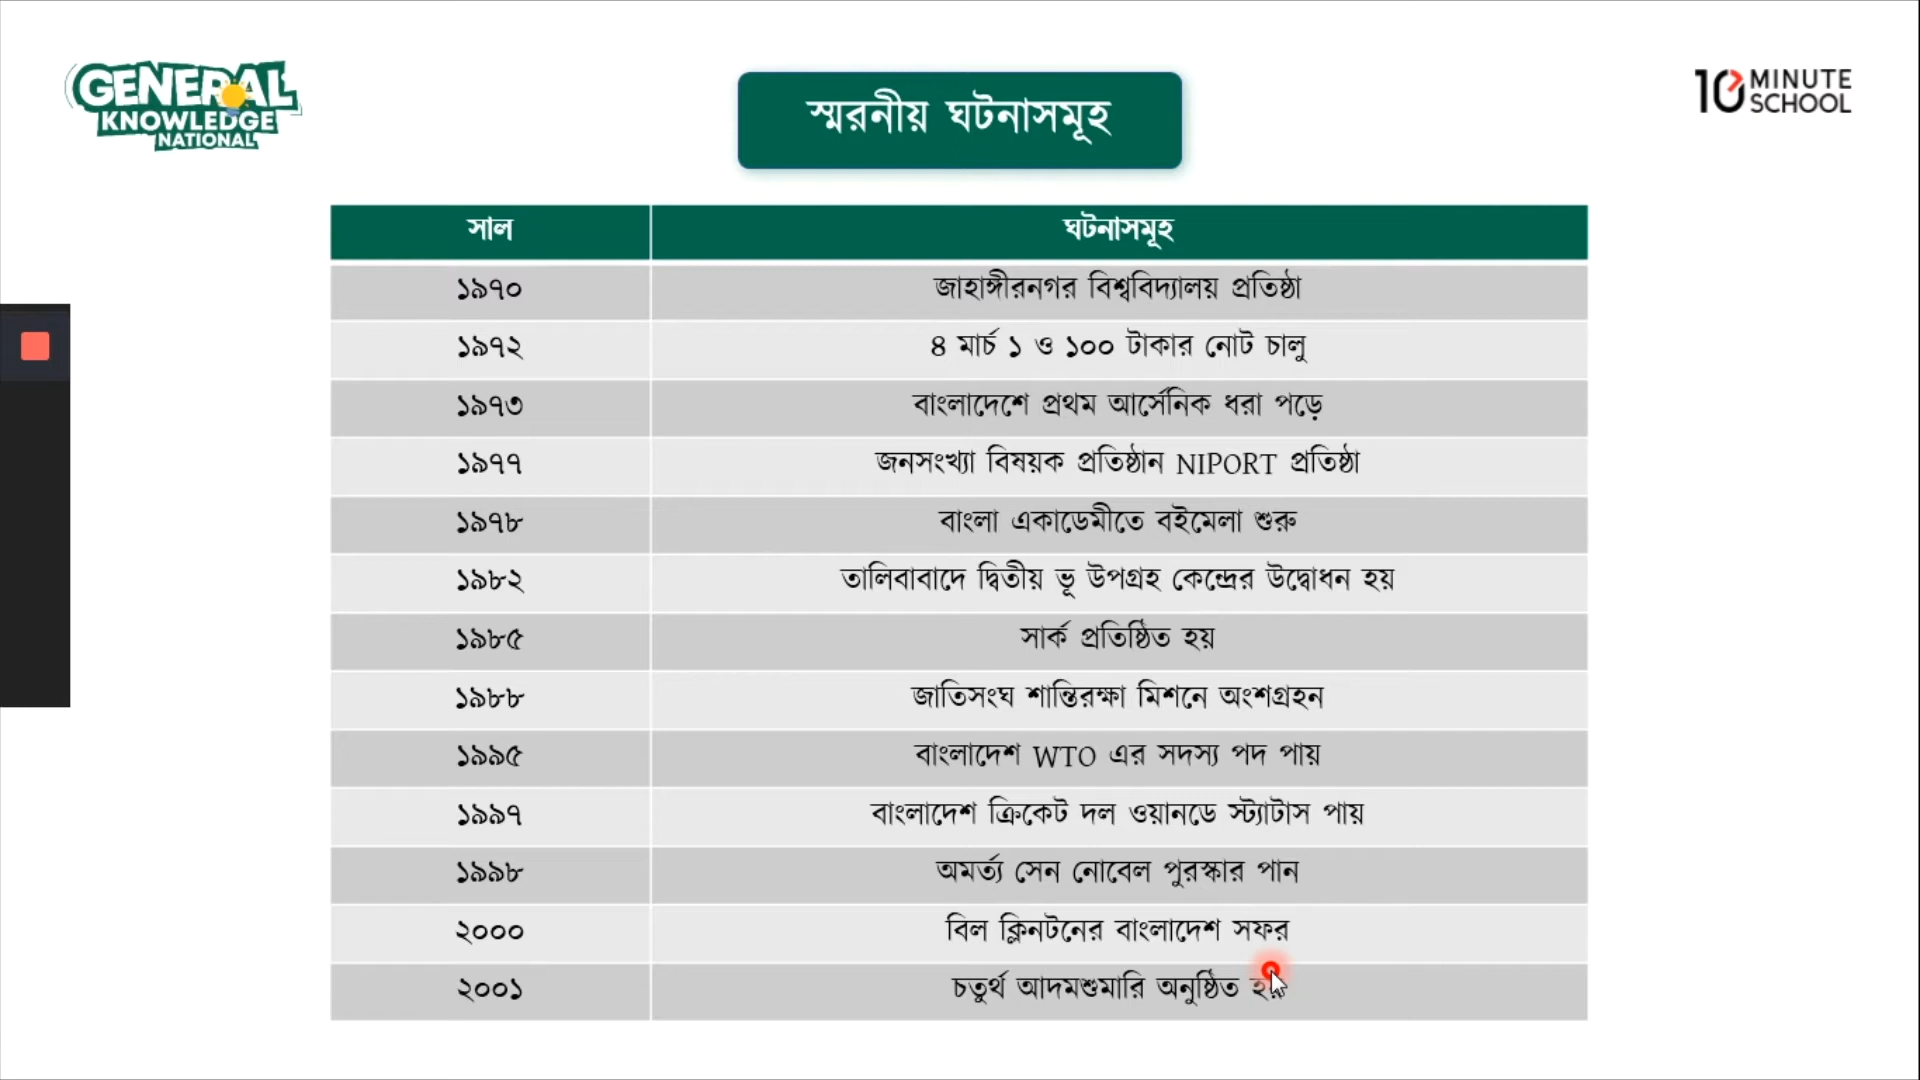 GENERAL
KNOWLEDGE
NATIONAL
স্মরনীয় ঘটনাসমূহ
10 MINUTE
SCHOOL
সাল ঘটনাসমূহ
১৯৭০ জাহাঙ্গীরনগর বিশ্ববিদ্যালয় প্রতিষ্ঠা
১৯৭২ ৪ মার্চ ১ ও ১০০ টাকার নোট চালু
১৯৭৩ বাংলাদেশে প্রথম আর্সেনিক ধরা পড়ে
১৯৭৭ জনসংখ্যা বিষয়ক প্রতিষ্ঠান NIPORT প্রতিষ্ঠা
১৯৭৮ বাংলা একাডেমীতে বইমেলা শুরু
১৯৮২ তালিবাবাদে দ্বিতীয় ভূ উপগ্রহ কেন্দ্রের উদ্বোধন হয়
১৯৮৫ সার্ক প্রতিষ্ঠিত হয়
১৯৮৮ জাতিসংঘ শান্তিরক্ষা মিশনে অংশগ্রহন
১৯৯৫ বাংলাদেশ WTO এর সদস্য পদ পায়
১৯৯৭ বাংলাদেশ ক্রিকেট দল ওয়ানডে স্ট্যাটাস পায়
১৯৯৮ অমর্ত্য সেন নোবেল পুরস্কার পান
২০০০ বিল ক্লিনটনের বাংলাদেশ সফর
২০০১ চতুর্থ আদমশুমারি অনুষ্ঠিত হয়